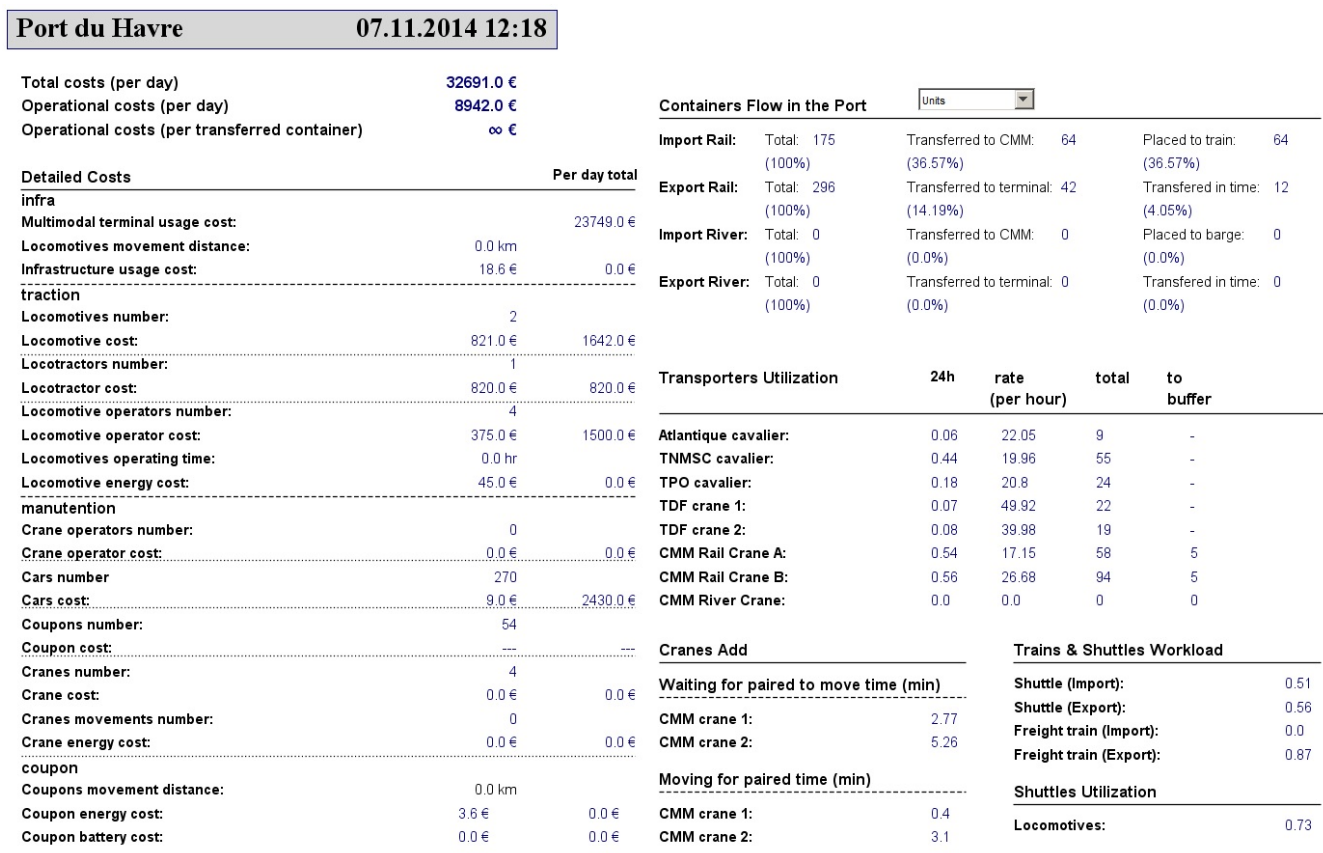 Port du Havre 07.11.2014 12:18
Total costs (per day) 32691.0 €
Operational costs (per day) 8942.0 €
Operational costs (per transferred container) ∞ €
Detailed Costs Per day total
infra
Multimodal terminal usage cost: 23749.0 €
Locomotives movement distance: 0.0 km
Infrastructure usage cost: 18.6 € 0.0 €
traction
Locomotives number: 2
Locomotive cost: 821.0 € 1642.0 €
Locotractors number: 1
Locotractor cost: 820.0 € 820.0 €
Locomotive operators number: 4
Locomotive operator cost: 375.0 € 1500.0 €
Locomotives operating time: 0.0 hr
Locomotive energy cost: 45.0 € 0.0 €
manutention
Crane operators number: 0
Crane operator cost: 0.0 € 0.0 €
Cars number 270
Cars cost: 9.0 € 2430.0 €
Coupons number: 54
Coupon cost: --- ---
Cranes number: 4
Crane cost: 0.0 € 0.0 €
Cranes movements number: 0
Crane energy cost: 0.0 € 0.0 €
coupon
Coupons movement distance: 0.0 km
Coupon energy cost: 3.6 € 0.0 €
Coupon battery cost: 0.0 € 0.0 €
Containers Flow in the Port Units
Import Rail: Total: 175 Transferred to CMM: 64 Placed to train: 64
(100%) (36.57%) (36.57%)
Export Rail: Total: 296 Transferred to terminal: 42 Transfered in time: 12
(100%) (14.19%) (4.05%)
Import River: Total: 0 Transferred to CMM: 0 Placed to barge: 0
(100%) (0.0%) (0.0%)
Export River: Total: 0 Transferred to terminal: 0 Transfered in time: 0
(100%) (0.0%) (0.0%)
Transporters Utilization 24h rate total to
(per hour) buffer
Atlantique cavalier: 0.06 22.05 9 -
TNMSC cavalier: 0.44 19.96 55 -
TPO cavalier: 0.18 20.8 24 -
TDF crane 1: 0.07 49.92 22 -
TDF crane 2: 0.08 39.98 19 -
CMM Rail Crane A: 0.54 17.15 58 5
CMM Rail Crane B: 0.56 26.68 94 5
CMM River Crane: 0.0 0.0 0 0
Cranes Add
Waiting for paired to move time (min)
CMM crane 1: 2.77
CMM crane 2: 5.26
Moving for paired time (min)
CMM crane 1: 0.4
CMM crane 2: 3.1
Trains & Shuttles Workload
Shuttle (Import): 0.51
Shuttle (Export): 0.56
Freight train (Import): 0.0
Freight train (Export): 0.87
Shuttles Utilization
Locomotives: 0.73